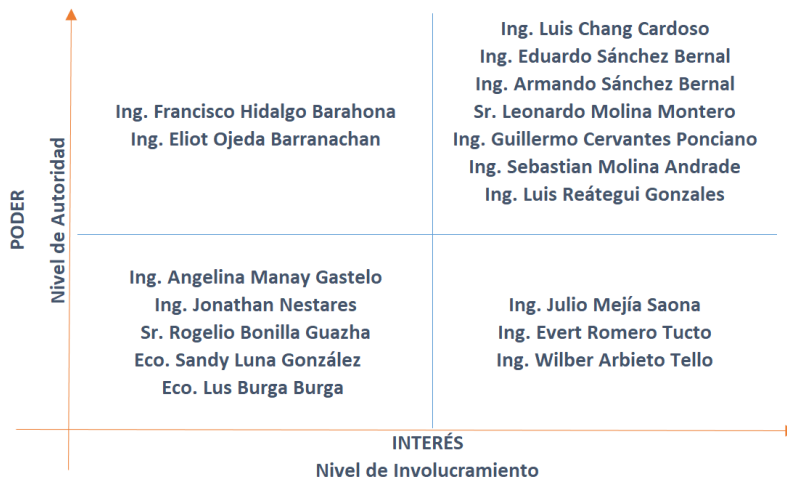 Ing. Luis Chang Cardoso
Ing. Eduardo Sánchez Bernal
Ing. Armando Sánchez Bernal
Sr. Leonardo Molina Montero
Ing. Guillermo Cervantes Ponciano
Ing. Sebastian Molina Andrade
Ing. Luis Reátegui Gonzales
Ing. Francisco Hidalgo Barahona
Ing. Eliot Ojeda Barranachan
PODER
Nivel de Autoridad
Ing. Angelina Manay Gastelo
Ing. Jonathan Nestares
Sr. Rogelio Bonilla Guazha
Eco. Sandy Luna González
Eco. Lus Burga Burga
Ing. Julio Mejía Saona
Ing. Evert Romero Tucto
Ing. Wilber Arbieto Tello
INTERÉS
Nivel de Involucramiento